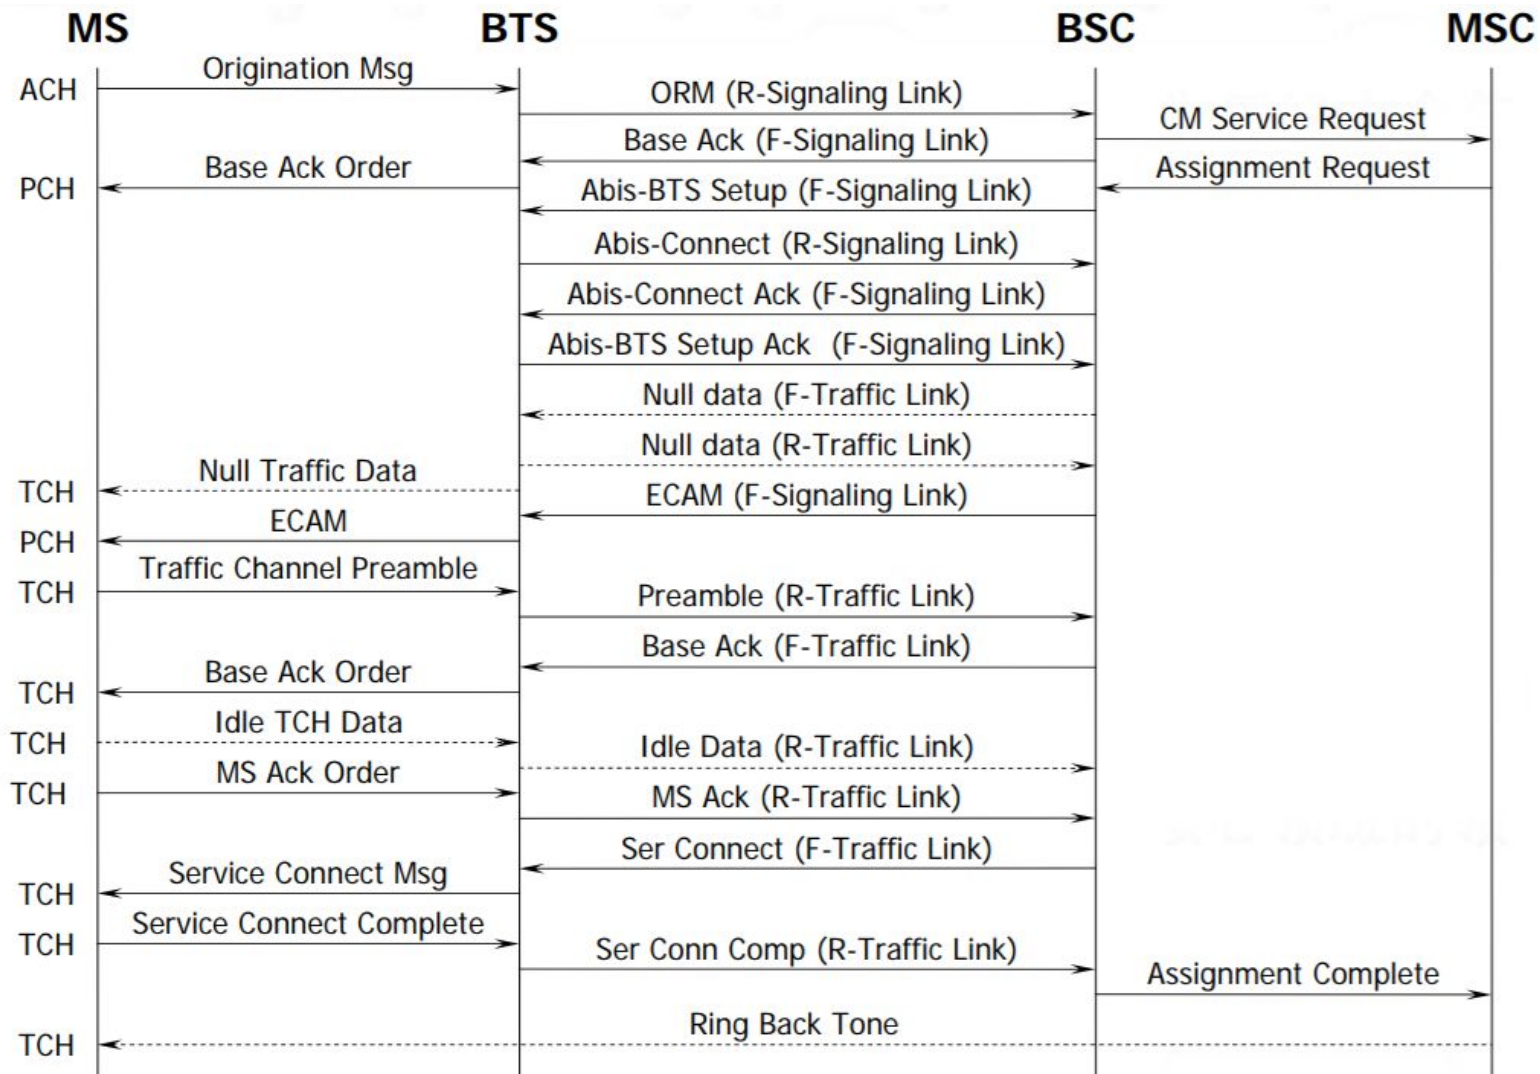 MS BTS BSC MSC
Origination Msg
ACH
ORM (R-Signaling Link)
CM Service Request
Base Ack (F-Signaling Link)
Base Ack Order
Assignment Request
PCH
Abis-BTS Setup (F-Signaling Link)
Abis-Connect (R-Signaling Link)
Abis-Connect Ack (F-Signaling Link)
Abis-BTS Setup Ack (F-Signaling Link)
Null data (F-Traffic Link)
Null data (R-Traffic Link)
Null Traffic Data
TCH
ECAM (F-Signaling Link)
ECAM
PCH
Traffic Channel Preamble
TCH
Preamble (R-Traffic Link)
Base Ack (F-Traffic Link)
Base Ack Order
TCH
Idle TCH Data
TCH
Idle Data (R-Traffic Link)
MS Ack Order
TCH
MS Ack (R-Traffic Link)
Ser Connect (F-Traffic Link)
Service Connect Msg
TCH
Service Connect Complete
TCH
Ser Conn Comp (R-Traffic Link)
Assignment Complete
Ring Back Tone
TCH